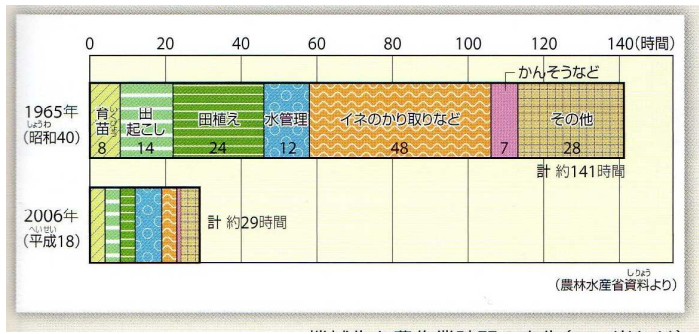 0 20 40 60 80 100 120 140(時間)
かんそうなど
1965年
しょうわ
(昭和40)
いくびょう
育苗
8
田起こし
14
田植え
24
水管理
12
イネのかり取りなど
48
7
その他
28
計 約141時間
2006年
へいせい
(平成18)
計 約29時間
しりょう
(農林水産省資料より)